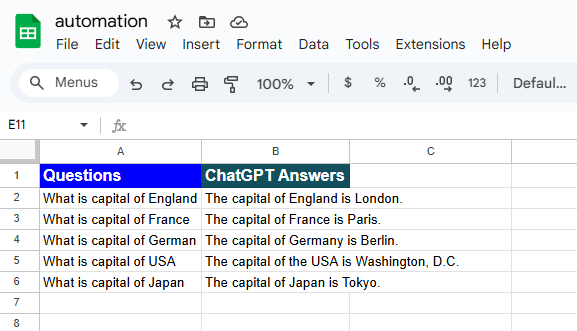 automation
File Edit View Insert Format Data Tools Extensions Help
Menus 100% $ % .0 .00 123 Defaul...
E11 fx
A B C
1 Questions ChatGPT Answers
2 What is capital of England The capital of England is London.
3 What is capital of France The capital of France is Paris.
4 What is capital of German The capital of Germany is Berlin.
5 What is capital of USA The capital of the USA is Washington, D.C.
6 What is capital of Japan The capital of Japan is Tokyo.
7
8